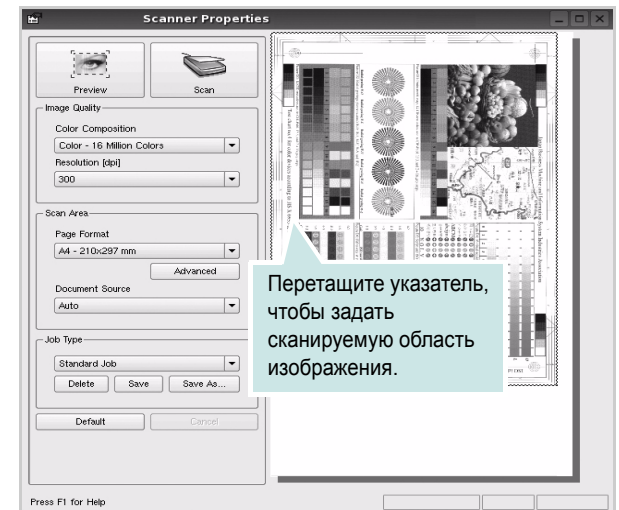 Scanner Properties
Preview
Scan
Image Quality
Color Composition
Color - 16 Million Colors
Resolution [dpi]
300
Scan Area
Page Format
A4 - 210x297 mm
Advanced
Document Source
Auto
Job Type
Standard Job
Delete
Save
Save As...
Default
Cancel
Перетащите указатель,
чтобы задать
сканируемую область
изображения.
Press F1 for Help